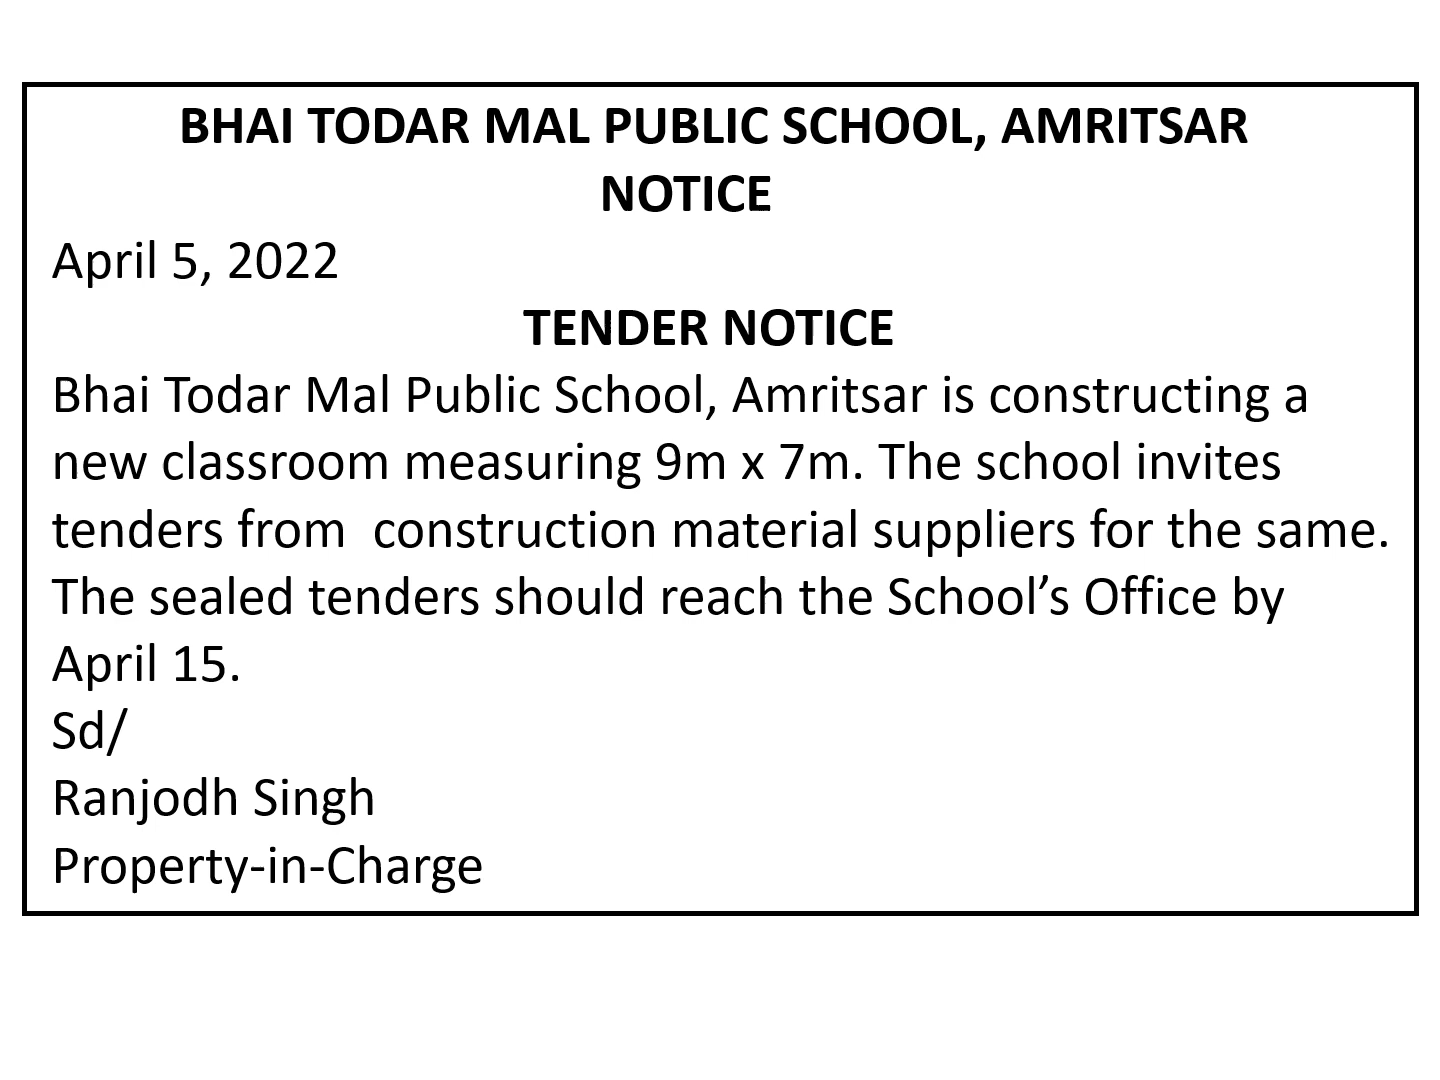 BHAI TODAR MAL PUBLIC SCHOOL, AMRITSAR
NOTICE
April 5, 2022
TENDER NOTICE
Bhai Todar Mal Public School, Amritsar is constructing a
new classroom measuring 9m x 7m. The school invites
tenders from  construction material suppliers for the same.
The sealed tenders should reach the School’s Office by
April 15.
Sd/
Ranjodh Singh
Property-in-Charge